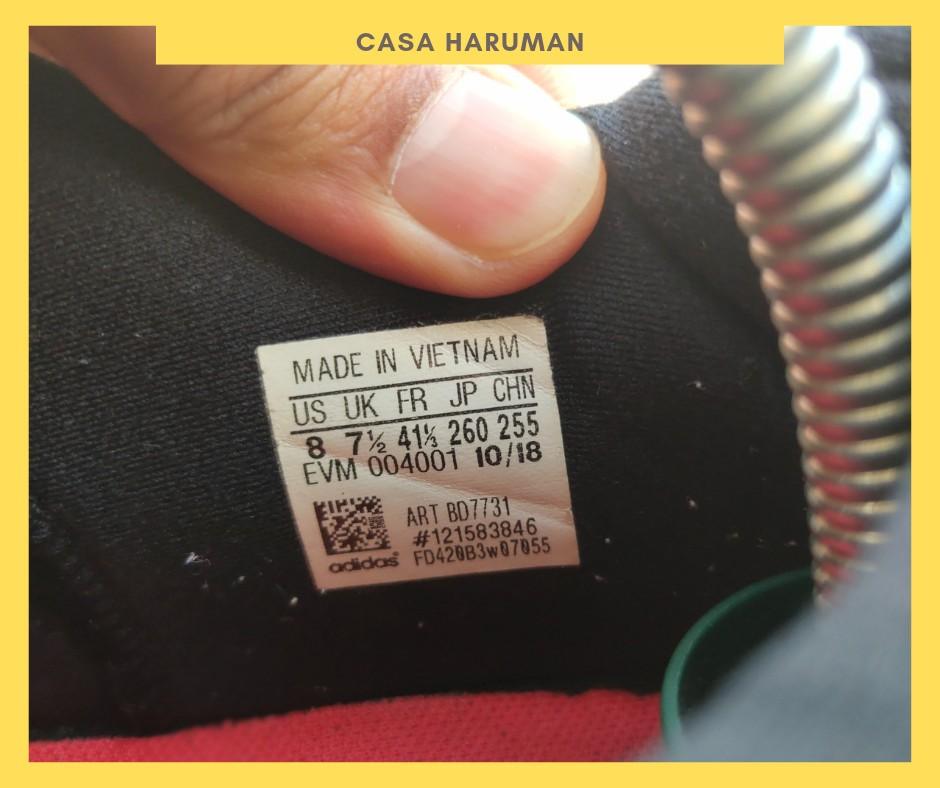 CASA HARUMAN
MADE IN VIETNAM
US UK FR JP CHN
8 7½ 41⅓ 260 255
EVM 004001 10/18
ART BD7731
#121583846
adidas® FD420B3w07055